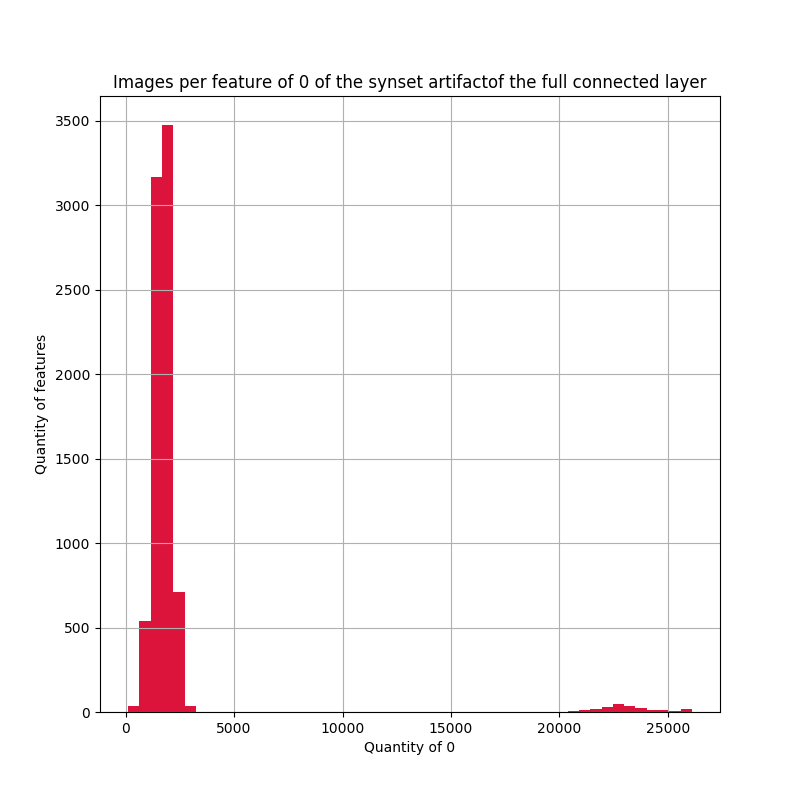 Images per feature of 0 of the synset artifactof the full connected layer
3500
3000
2500
2000
1500
1000
500
0
Quantity of features
0 5000 10000 15000 20000 25000
Quantity of 0